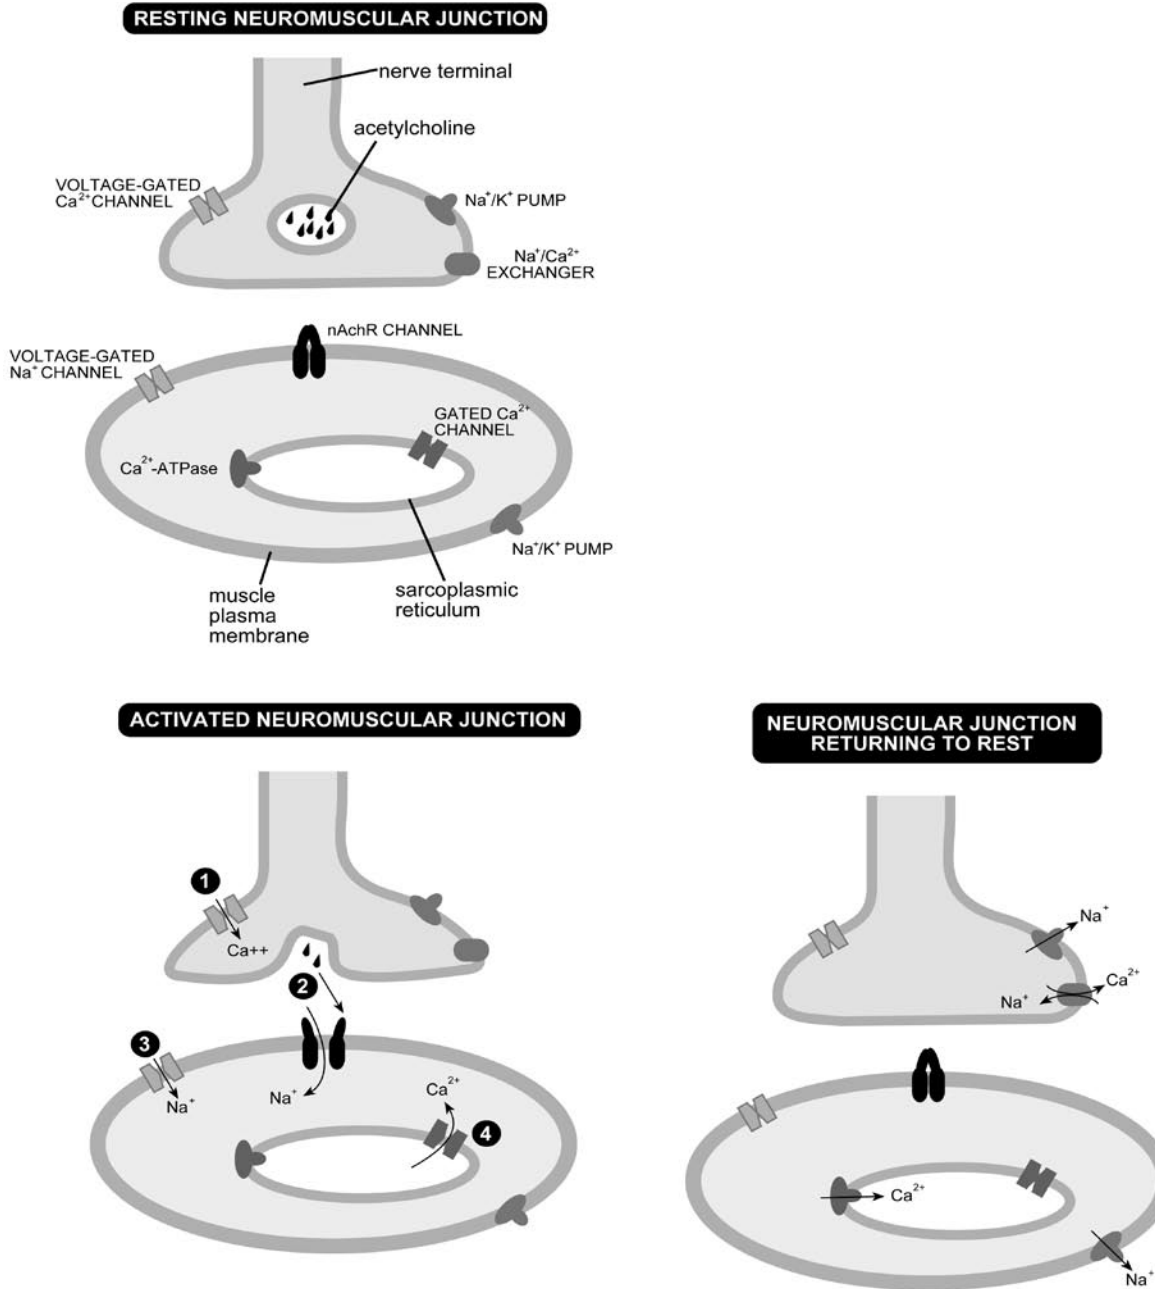 RESTING NEUROMUSCULAR JUNCTION
nerve terminal
acetylcholine
VOLTAGE-GATED
Ca²⁺ CHANNEL
Na⁺/K⁺ PUMP
Na⁺/Ca²⁺
EXCHANGER
nAchR CHANNEL
VOLTAGE-GATED
Na⁺ CHANNEL
GATED Ca²⁺
CHANNEL
Ca²⁺-ATPase
Na⁺/K⁺ PUMP
muscle
plasma
membrane
sarcoplasmic
reticulum
ACTIVATED NEUROMUSCULAR JUNCTION
1
Ca++
2
3
Na⁺
Na⁺
Ca²⁺
4
NEUROMUSCULAR JUNCTION
RETURNING TO REST
Na⁺
Ca²⁺
Na⁺
Ca²⁺
Na⁺